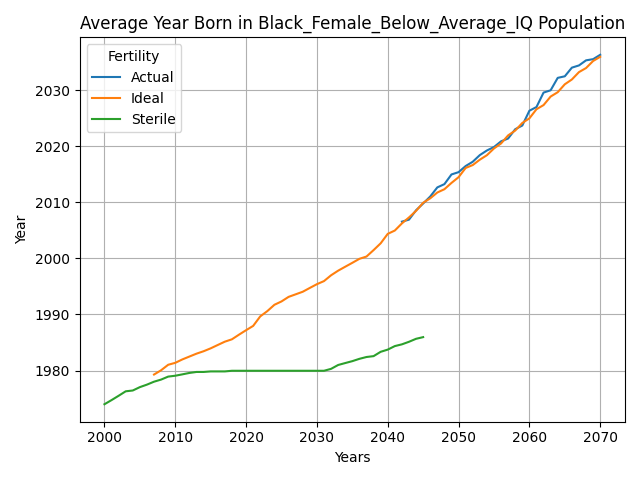 Average Year Born in Black_Female_Below_Average_IQ Population
Fertility
Actual
Ideal
Sterile
Year
2030
2020
2010
2000
1990
1980
2000 2010 2020 2030 2040 2050 2060 2070
Years